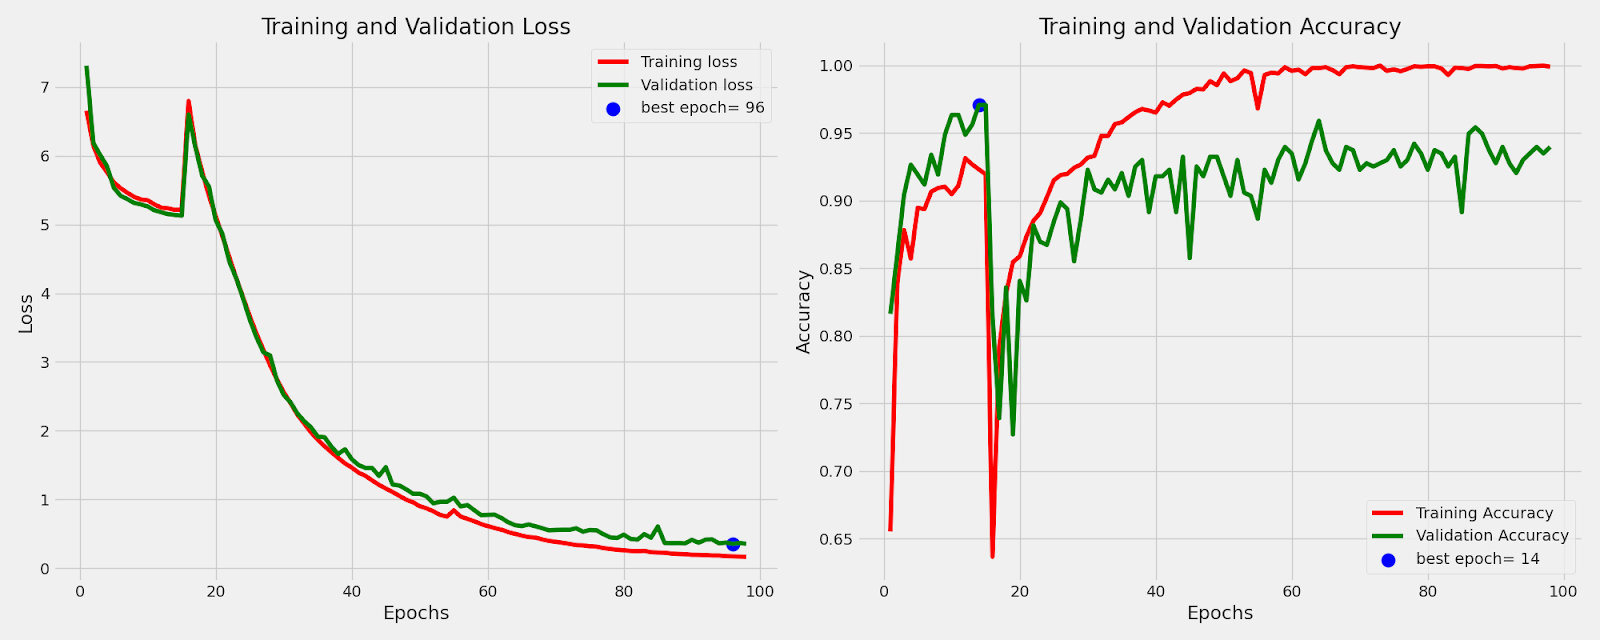 Training and Validation Loss
Training loss
Validation loss
best epoch= 96
7
6
5
4
3
2
1
0
Loss
0
20
40
60
80
100
Epochs
Training and Validation Accuracy
1.00
0.95
0.90
0.85
0.80
0.75
0.70
0.65
Accuracy
Training Accuracy
Validation Accuracy
best epoch= 14
0
20
40
60
80
100
Epochs